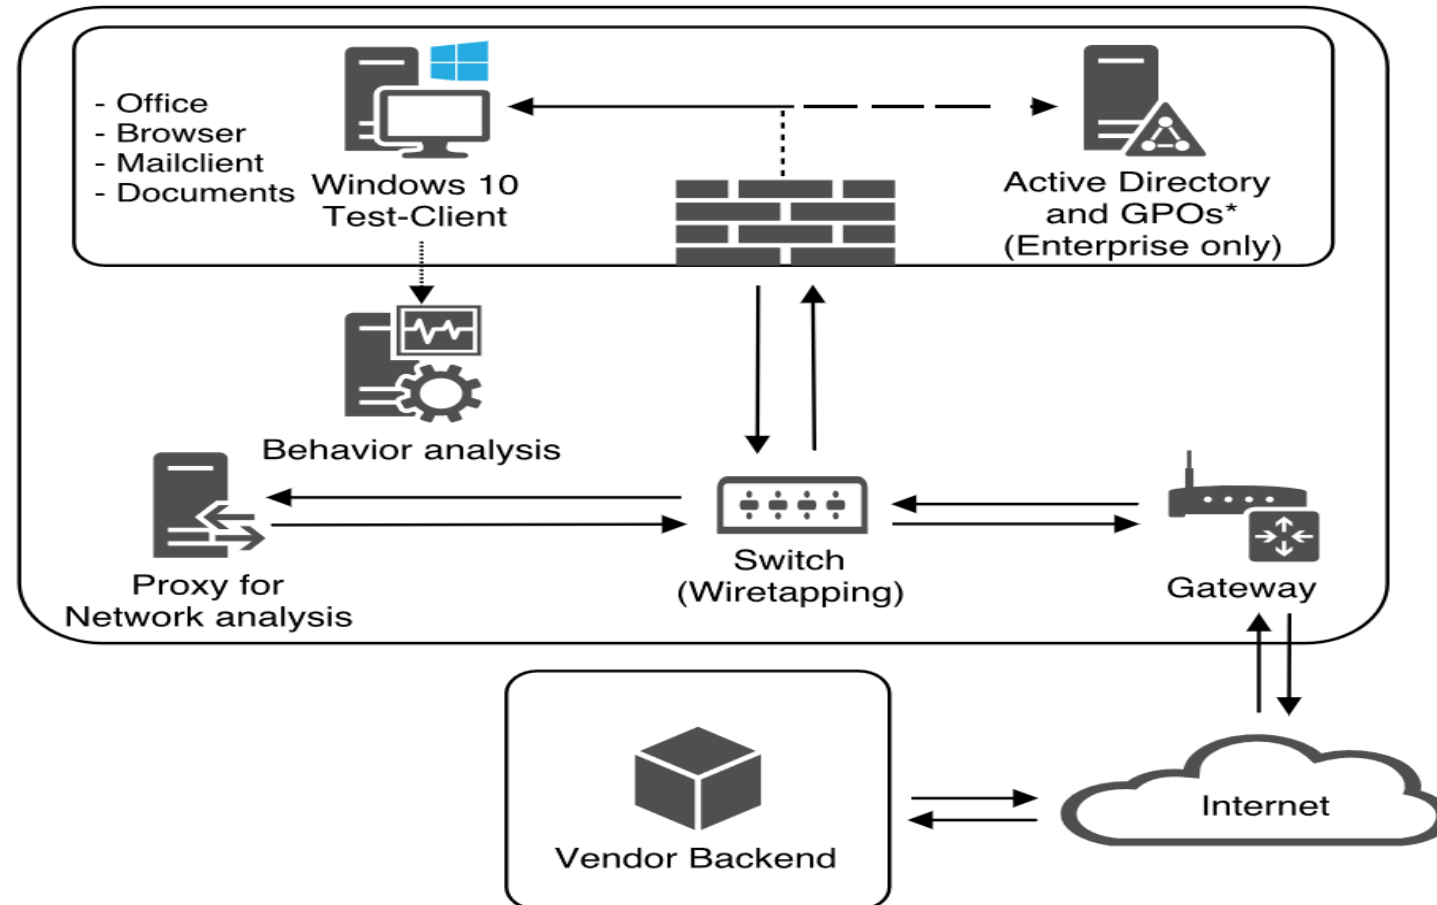 - Office
- Browser
- Mailclient
- Documents
Windows 10
Test-Client
Active Directory
and GPOs*
(Enterprise only)
Behavior analysis
Proxy for
Network analysis
Switch
(Wiretapping)
Gateway
Vendor Backend
Internet